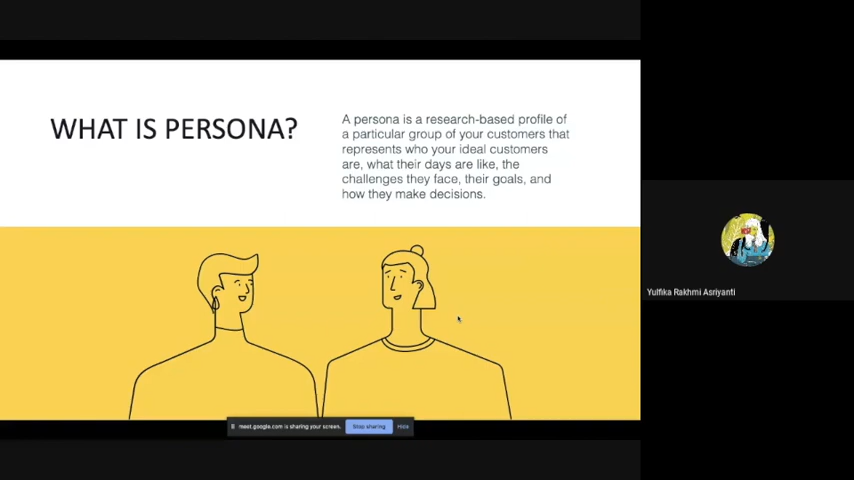 WHAT IS PERSONA?
A persona is a research-based profile of
a particular group of your customers that
represents who your ideal customers
are, what their days are like, the
challenges they face, their goals, and
how they make decisions.
Yulfika Rakhmi Asriyanti
meet.google.com is sharing your screen.
Stop sharing
Hide